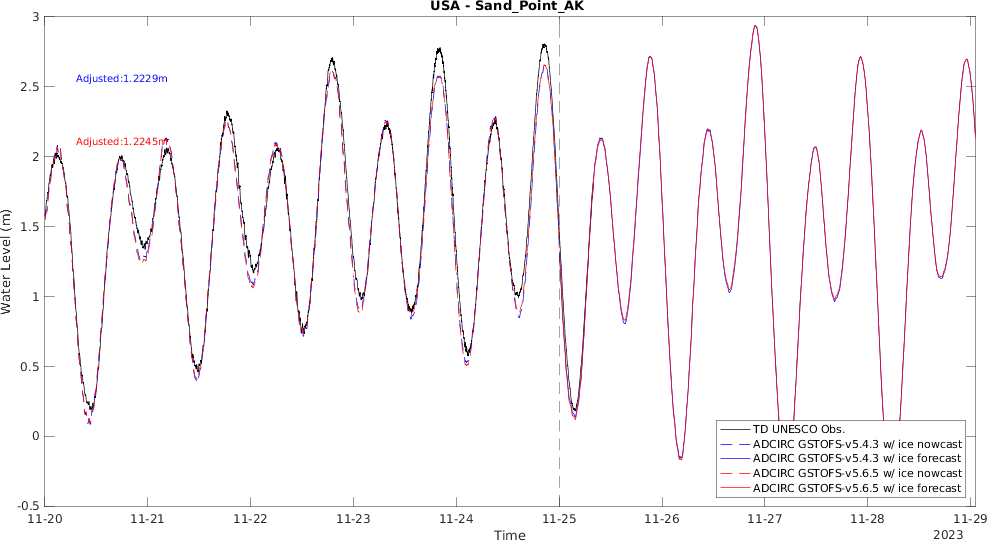 USA - Sand_Point_AK
3
2.5
2
1.5
1
0.5
0
-0.5
Water Level (m)
Adjusted:1.2229m
Adjusted:1.2245m
TD UNESCO Obs.
ADCIRC GSTOFS-v5.4.3 w/ ice nowcast
ADCIRC GSTOFS-v5.4.3 w/ ice forecast
ADCIRC GSTOFS-v5.6.5 w/ ice nowcast
ADCIRC GSTOFS-v5.6.5 w/ ice forecast
11-20 11-21 11-22 11-23 11-24 11-25 11-26 11-27 11-28 11-29
Time
2023